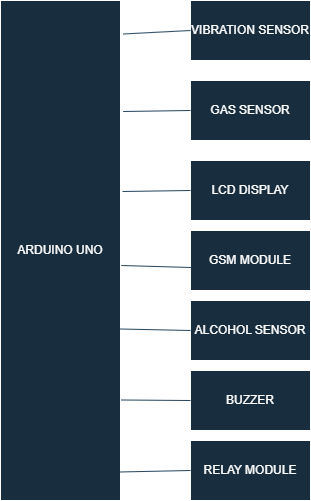 VIBRATION SENSOR
GAS SENSOR
LCD DISPLAY
ARDUINO UNO
GSM MODULE
ALCOHOL SENSOR
BUZZER
RELAY MODULE